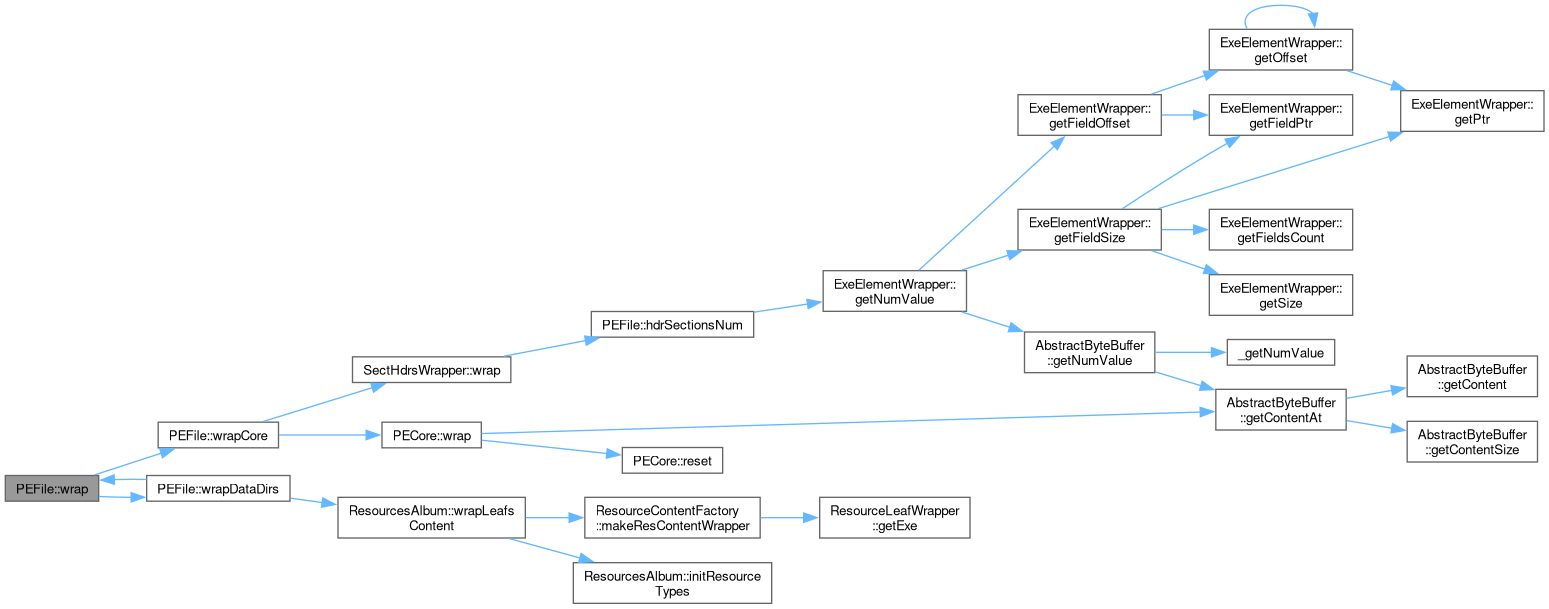 PEFile::wrap
PEFile::wrapCore
PEFile::wrapDataDirs
SectHdrsWrapper::wrap
PECore::wrap
PECore::reset
PEFile::hdrSectionsNum
ExeElementWrapper::
getNumValue
ExeElementWrapper::
getFieldOffset
ExeElementWrapper::
getFieldSize
AbstractByteBuffer
::getNumValue
ExeElementWrapper::
getOffset
ExeElementWrapper::
getFieldPtr
ExeElementWrapper::
getPtr
ExeElementWrapper::
getFieldsCount
ExeElementWrapper::
getSize
_getNumValue
AbstractByteBuffer
::getContentAt
AbstractByteBuffer
::getContent
AbstractByteBuffer
::getContentSize
ResourcesAlbum::wrapLeafs
Content
ResourceContentFactory
::makeResContentWrapper
ResourceLeafWrapper
::getExe
ResourcesAlbum::initResource
Types